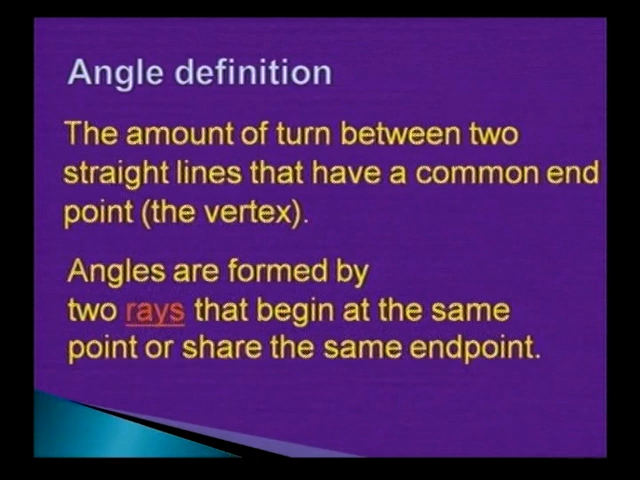 Angle definition
The amount of turn between two
straight lines that have a common end
point (the vertex).
Angles are formed by
two rays that begin at the same
point or share the same endpoint.